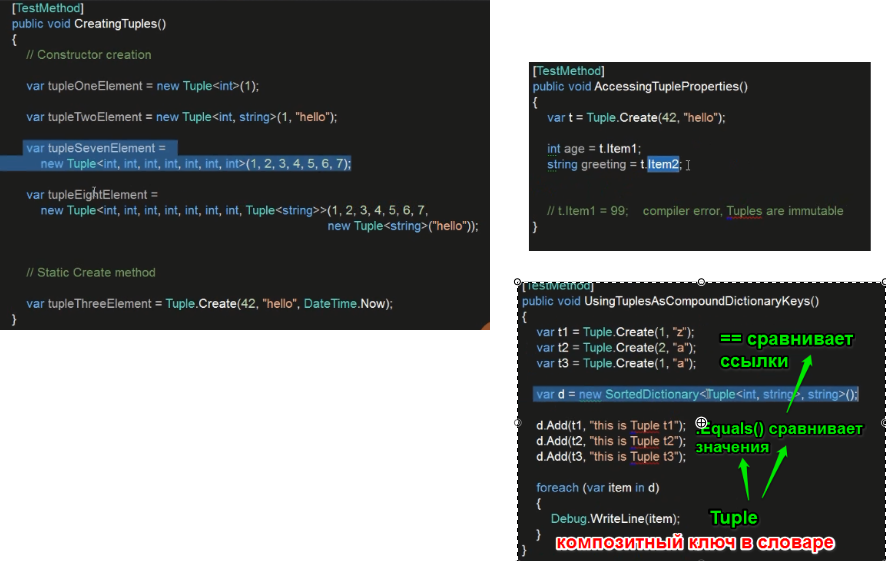 [TestMethod]
public void CreatingTuples()
{
// Constructor creation
var tupleOneElement = new Tuple<int>(1);
var tupleTwoElement = new Tuple<int, string>(1, "hello");
var tupleSevenElement =
new Tuple<int, int, int, int, int, int, int>(1, 2, 3, 4, 5, 6, 7);
var tupleEightElement =
new Tuple<int, int, int, int, int, int, int, Tuple<string>>(1, 2, 3, 4, 5, 6, 7,
new Tuple<string>("hello"));
// Static Create method
var tupleThreeElement = Tuple.Create(42, "hello", DateTime.Now);
}
[TestMethod]
public void AccessingTupleProperties()
{
var t = Tuple.Create(42, "hello");
int age = t.Item1;
string greeting = t.Item2;
// t.Item1 = 99; compiler error, Tuples are immutable
}
[TestMethod]
public void UsingTuplesAsCompoundDictionaryKeys()
{
var t1 = Tuple.Create(1, "z");
var t2 = Tuple.Create(2, "a");
var t3 = Tuple.Create(1, "a");
== сравнивает
ссылки
var d = new SortedDictionary<Tuple<int, string>, string>();
d.Add(t1, "this is Tuple t1");
d.Add(t2, "this is Tuple t2");
d.Add(t3, "this is Tuple t3");
.Equals() сравнивает
значения
foreach (var item in d)
{
Debug.WriteLine(item);
}
}
Tuple
композитный ключ в словаре